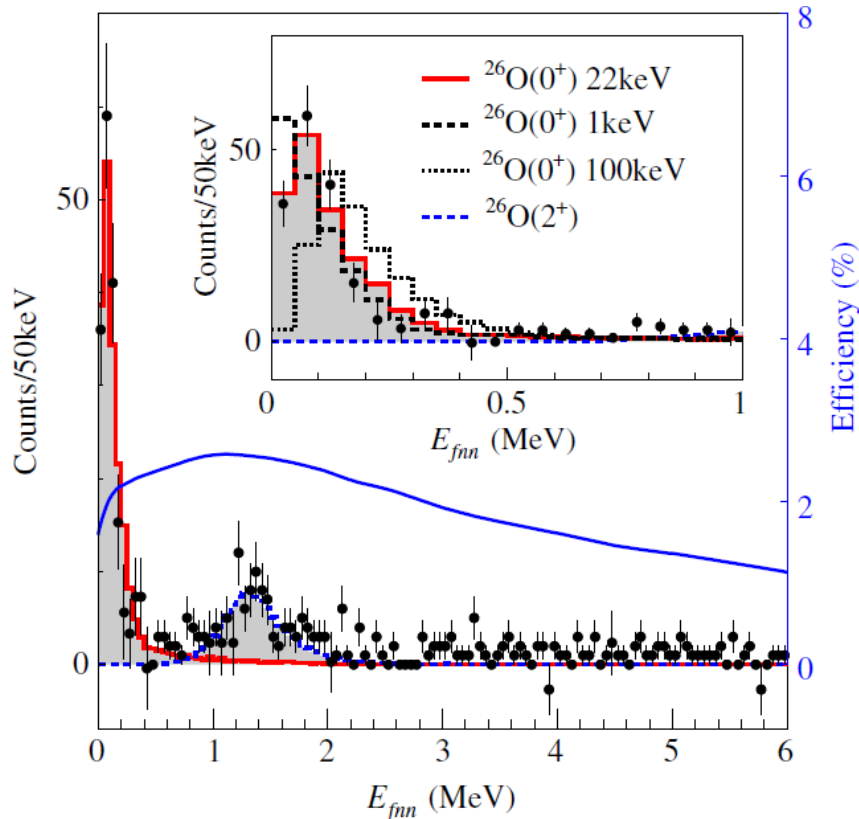 8
50
Counts/50keV
²⁶O(0⁺) 22keV
²⁶O(0⁺) 1keV
²⁶O(0⁺) 100keV
²⁶O(2⁺)
0
0
0.5
1
E_fnn (MeV)
6
50
4
Counts/50keV
Efficiency (%)
2
0
0
0
1
2
3
4
5
6
E_fnn (MeV)